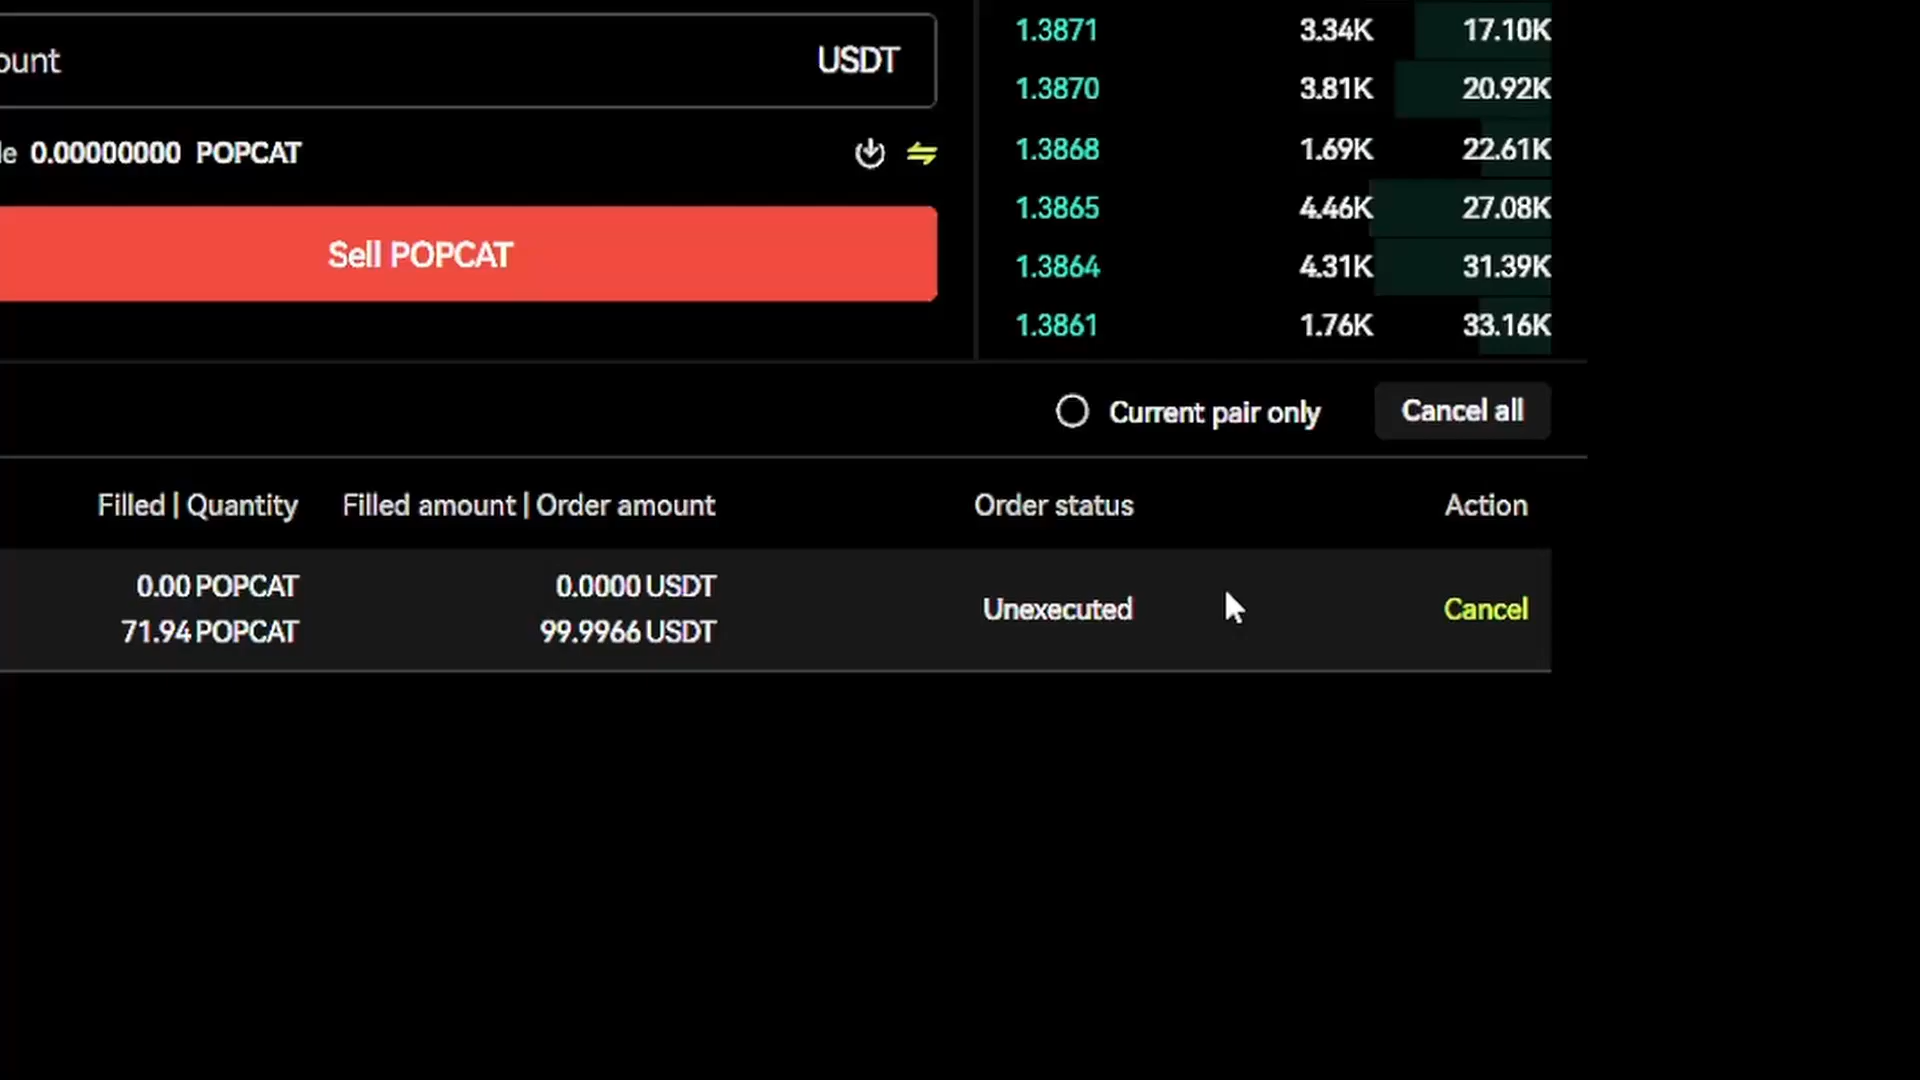 ount USDT
le 0.00000000 POPCAT
Sell POPCAT
1.3871 3.34K 17.10K
1.3870 3.81K 20.92K
1.3868 1.69K 22.61K
1.3865 4.46K 27.08K
1.3864 4.31K 31.39K
1.3861 1.76K 33.16K
Current pair only Cancel all
Filled | Quantity Filled amount | Order amount Order status Action
0.00 POPCAT 0.0000 USDT
71.94 POPCAT 99.9966 USDT
Unexecuted Cancel